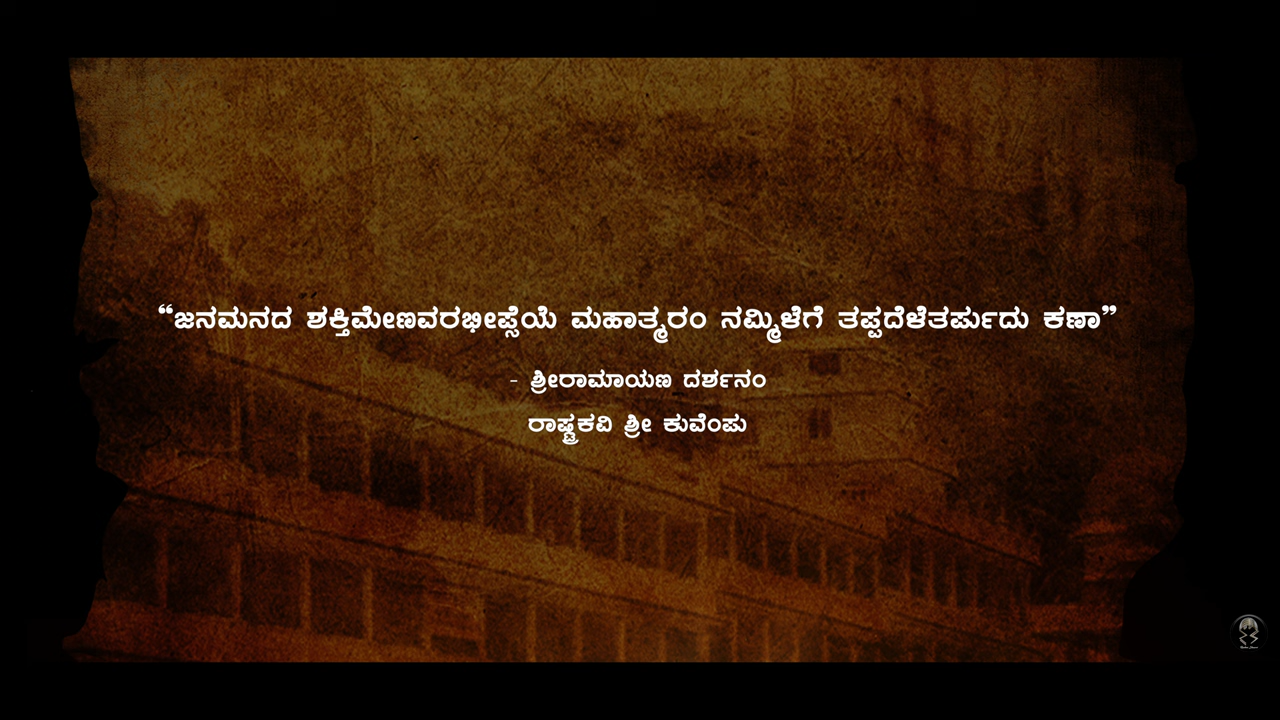 “ಜನಮನದ ಶಕ್ತಿಮೇಣವರಭೀಪ್ಸೆಯೆ ಮಹಾತ್ಮರಂ ನಮ್ಮಿಳೆಗೆ ತಪ್ಪದೆಳೆತರ್ಪುದು ಕಣಾ”
- ಶ್ರೀರಾಮಾಯಣ ದರ್ಶನಂ
ರಾಷ್ಟ್ರಕವಿ ಶ್ರೀ ಕುವೆಂಪು